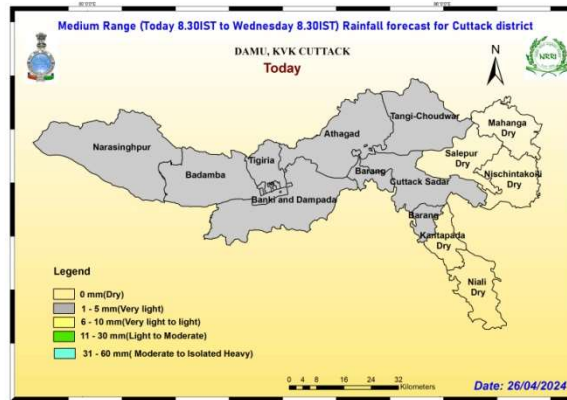 Medium Range (Today 8.30IST to Wednesday 8.30IST) Rainfall forecast for Cuttack district
DAMU, KVK CUTTACK
Today
NRRI
N
Narasinghpur
Badamba
Tigiria
Banki and Dampada
Athagad
Tangi-Choudwar
Barang
Cuttack Sadar
Barang
Mahanga
Dry
Salepur
Dry
Nischintakoili
Dry
Kantapada
Dry
Niali
Dry
Legend
0 mm(Dry)
1 - 5 mm(Very light)
6 - 10 mm(Very light to light)
11 - 30 mm(Light to Moderate)
31 - 60 mm( Moderate to Isolated Heavy)
0 4 8 16 24 32
Kilometers
Date: 26/04/2024